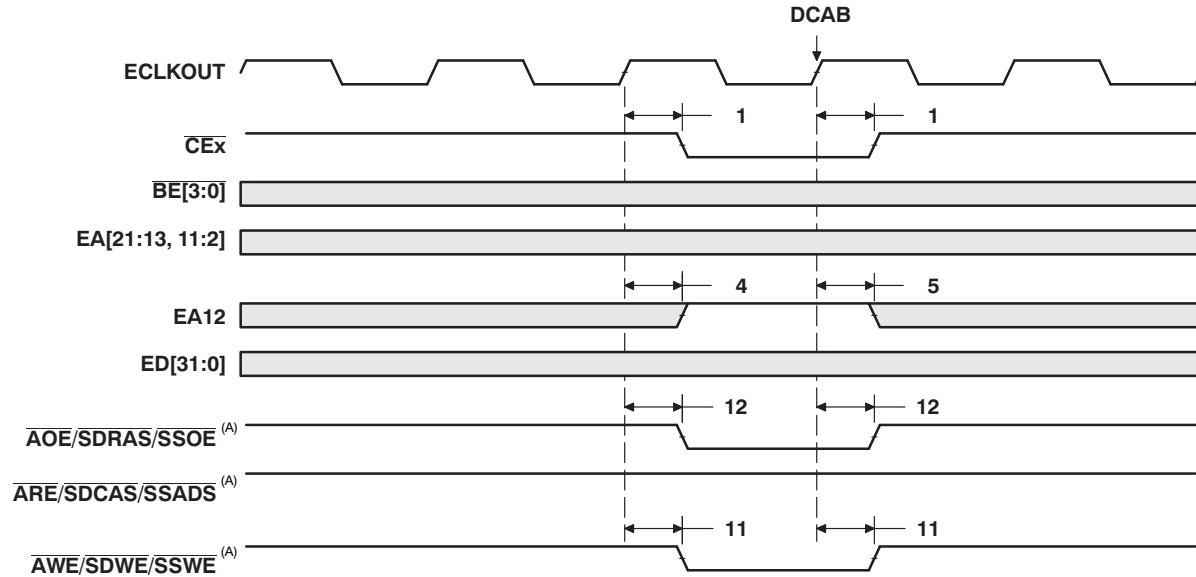 DCAB
ECLKOUT
1 1
CEx
BE[3:0]
EA[21:13, 11:2]
4 5
EA12
ED[31:0]
12 12
AOE/SDRAS/SSOE (A)
ARE/SDCAS/SSADS (A)
11 11
AWE/SDWE/SSWE (A)